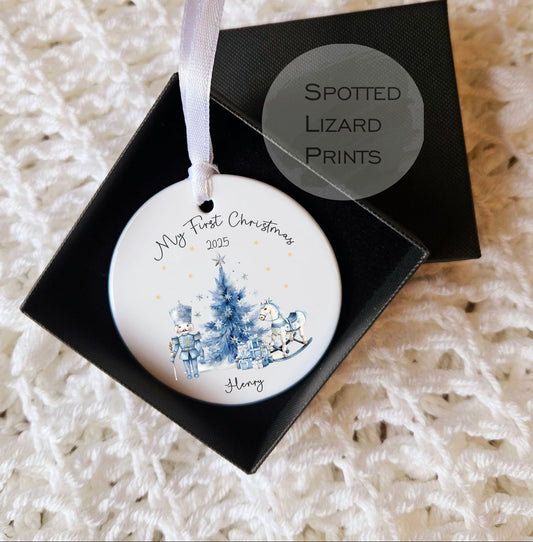 Spotted
Lizard
Prints
My First Christmas
2025
Henry